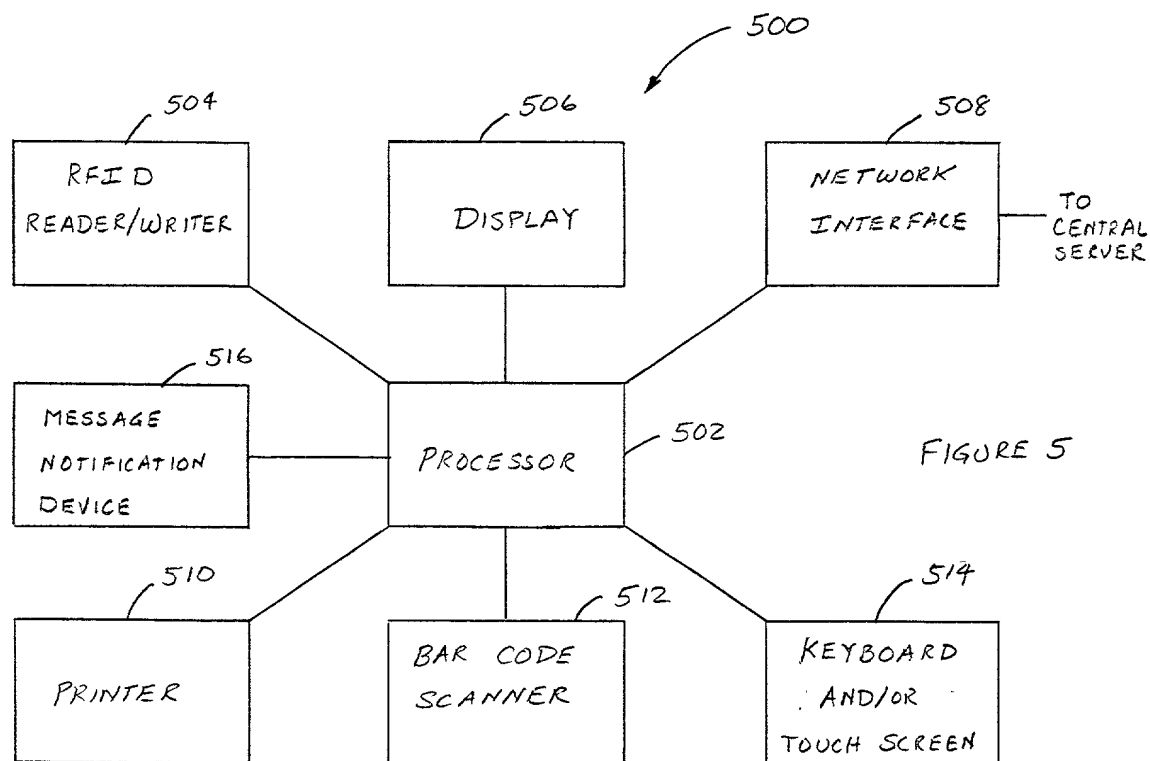 500
504
506
508
RFID
READER/WRITER
DISPLAY
NETWORK
INTERFACE
TO
CENTRAL
SERVER
516
MESSAGE
NOTIFICATION
DEVICE
PROCESSOR
502
FIGURE 5
510
512
514
PRINTER
BAR CODE
SCANNER
KEYBOARD
AND/OR
TOUCH SCREEN